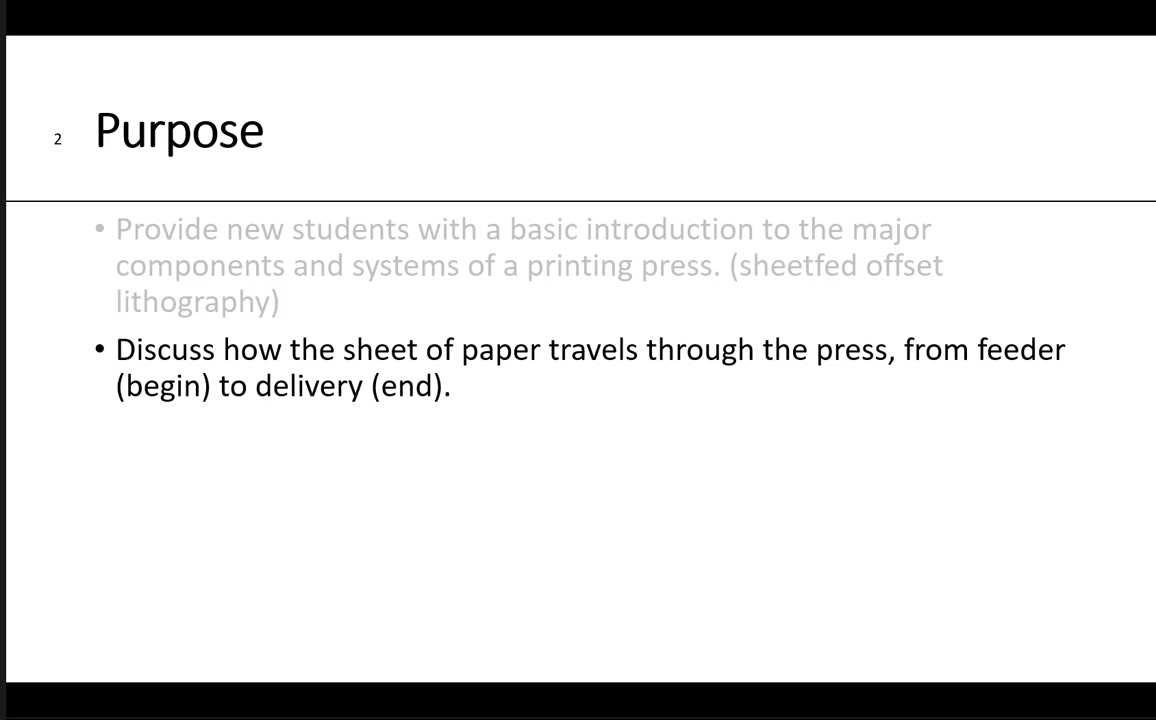 2
Purpose
• Provide new students with a basic introduction to the major
components and systems of a printing press. (sheetfed offset
lithography)
• Discuss how the sheet of paper travels through the press, from feeder
(begin) to delivery (end).